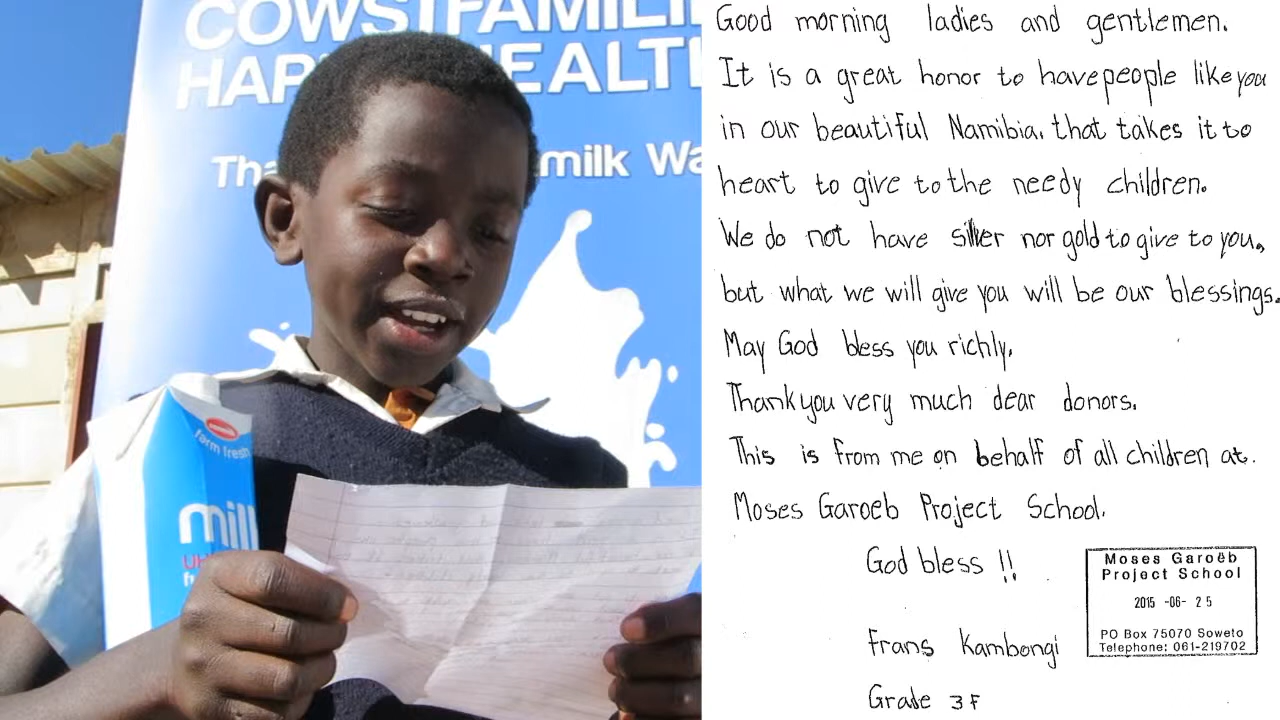 COWS FAMILI
HAP EALT
Tha milk Wa
farm fresh
mil
UH
Good morning ladies and gentlemen.
It is a great honor to have people like you
in our beautiful Namibia. that takes it to
heart to give to the needy children.
We do not have silver nor gold to give to you,
but what we will give you will be our blessings.
May God bless you richly.
Thank you very much dear donors.
This is from me on behalf of all children at.
Moses Garoeb Project School.
God bless !!
Frans Kambongi
Grade 3F
Moses Garoëb
Project School
2015 -06- 25
PO Box 75070 Soweto
Telephone: 061-219702